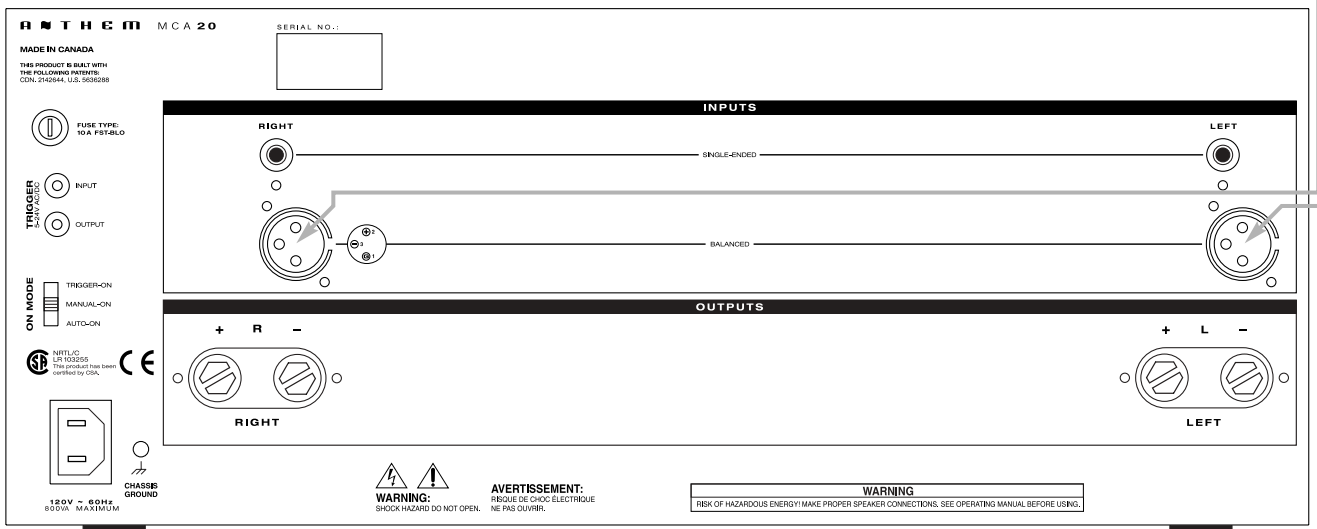 ANTHEM MCA 20
SERIAL NO.:
MADE IN CANADA
THIS PRODUCT IS BUILT WITH
THE FOLLOWING PATENTS:
CDN. 2142644, U.S. 5636288
FUSE TYPE:
10A FST-BLO
TRIGGER
5-24V AC/DC
INPUT
OUTPUT
ON MODE
TRIGGER-ON
MANUAL-ON
AUTO-ON
NRTL/C
LR 103255
This product has been
certified by CSA.
CE
120V ~ 60Hz
800VA MAXIMUM
CHASSIS
GROUND
INPUTS
RIGHT
LEFT
SINGLE-ENDED
2
3
G 1
BALANCED
OUTPUTS
+ R −
+ L −
RIGHT
LEFT
WARNING:
SHOCK HAZARD DO NOT OPEN.
AVERTISSEMENT:
RISQUE DE CHOC ÉLECTRIQUE
NE PAS OUVRIR.
WARNING
RISK OF HAZARDOUS ENERGY! MAKE PROPER SPEAKER CONNECTIONS. SEE OPERATING MANUAL BEFORE USING.